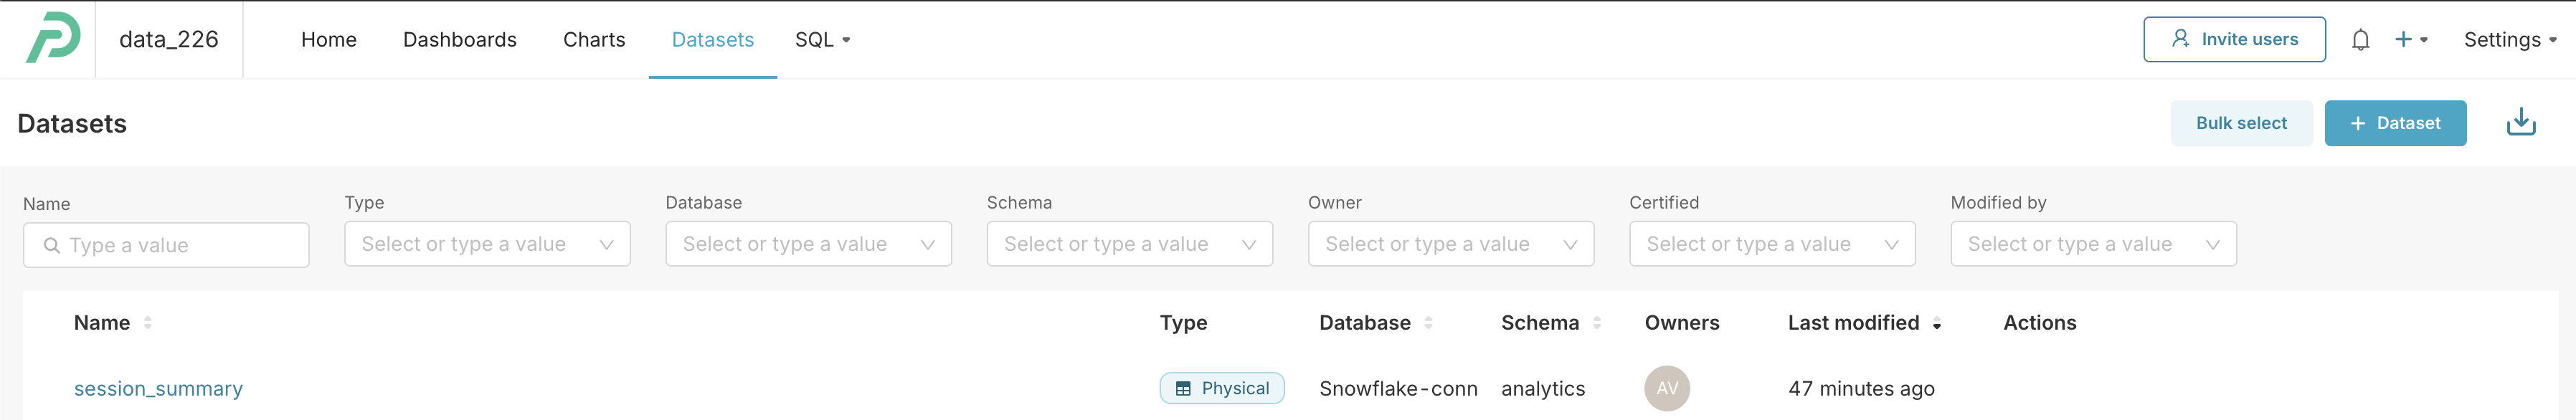 data_226 Home Dashboards Charts Datasets SQL Invite users Settings
Datasets Bulk select + Dataset
Name Type Database Schema Owner Certified Modified by
Type a value Select or type a value Select or type a value Select or type a value Select or type a value Select or type a value Select or type a value
Name Type Database Schema Owners Last modified Actions
session_summary Physical Snowflake-conn analytics AV 47 minutes ago